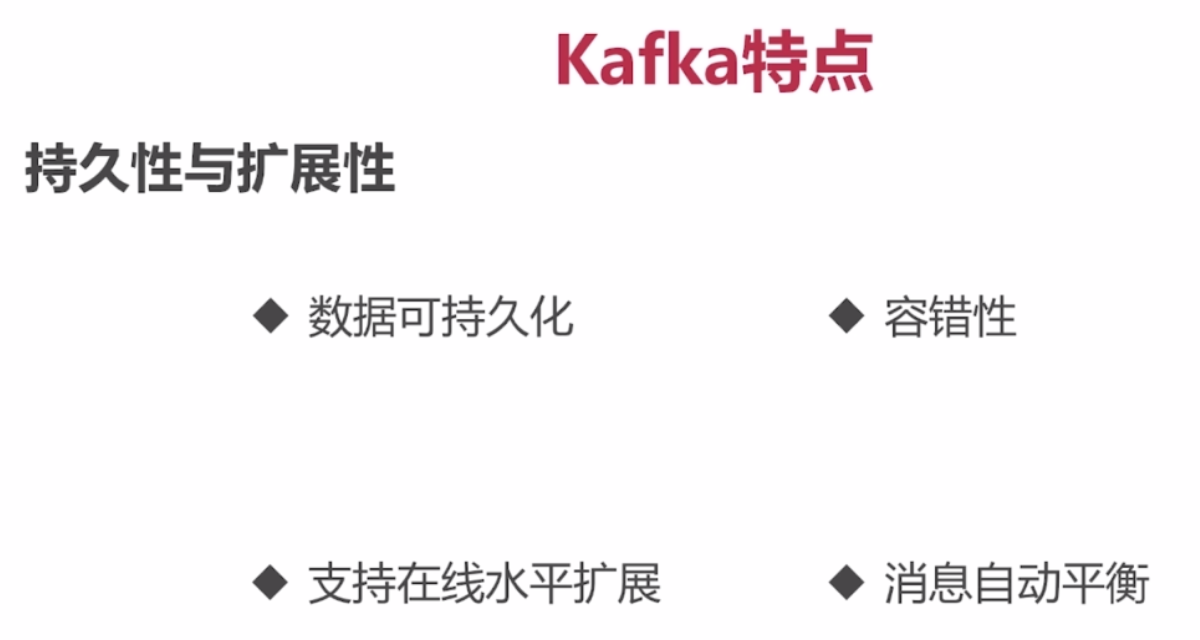 Kafka特点
持久性与扩展性
◆ 数据可持久化
◆ 容错性
◆ 支持在线水平扩展
◆ 消息自动平衡